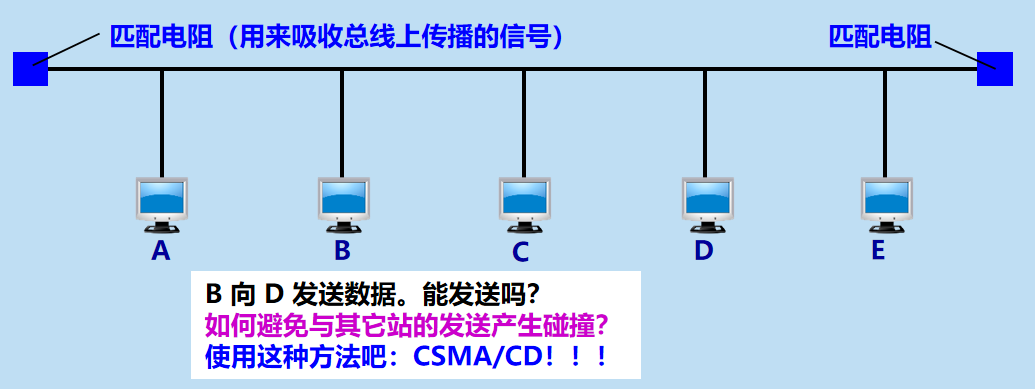 匹配电阻（用来吸收总线上传播的信号）
匹配电阻
A
B
C
D
E
B 向 D 发送数据。能发送吗？
如何避免与其它站的发送产生碰撞？
使用这种方法吧：CSMA/CD！！！